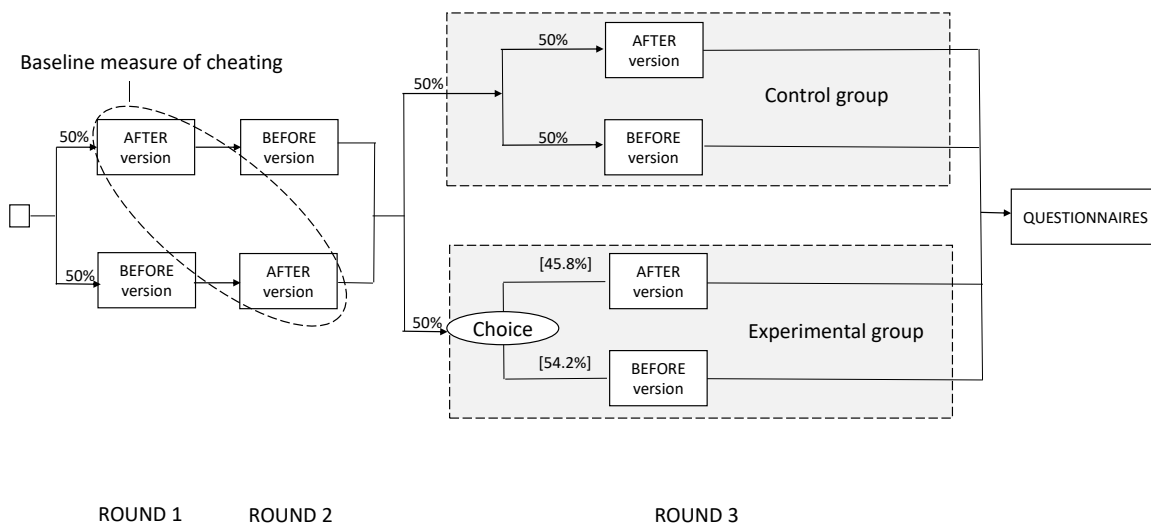 Baseline measure of cheating
50%
AFTER
version
BEFORE
version
50%
BEFORE
version
AFTER
version
50%
50%
AFTER
version
Control group
50%
BEFORE
version
50%
Choice
[45.8%]
AFTER
version
Experimental group
[54.2%]
BEFORE
version
QUESTIONNAIRES
ROUND 1
ROUND 2
ROUND 3